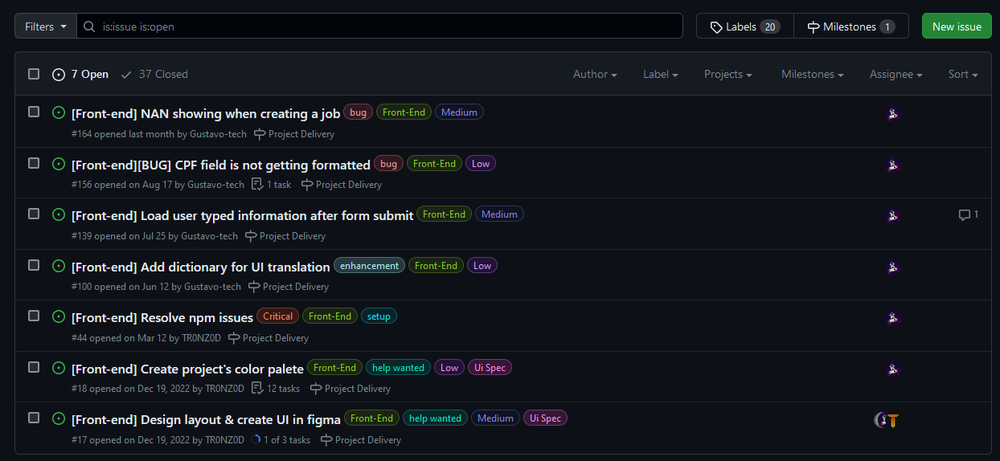 Filters is:issue is:open Labels 20 Milestones 1 New issue
7 Open 37 Closed Author Label Projects Milestones Assignee Sort
[Front-end] NAN showing when creating a job bug Front-End Medium
#164 opened last month by Gustavo-tech Project Delivery
[Front-end][BUG] CPF field is not getting formatted bug Front-End Low
#156 opened on Aug 17 by Gustavo-tech 1 task Project Delivery
[Front-end] Load user typed information after form submit Front-End Medium 1
#139 opened on Jul 25 by Gustavo-tech Project Delivery
[Front-end] Add dictionary for UI translation enhancement Front-End Low
#100 opened on Jun 12 by Gustavo-tech Project Delivery
[Front-end] Resolve npm issues Critical Front-End setup
#44 opened on Mar 12 by TR0NZ0D Project Delivery
[Front-end] Create project's color palete Front-End help wanted Low Ui Spec
#18 opened on Dec 19, 2022 by TR0NZ0D 12 tasks Project Delivery
[Front-end] Design layout & create UI in figma Front-End help wanted Medium Ui Spec
#17 opened on Dec 19, 2022 by TR0NZ0D 1 of 3 tasks Project Delivery